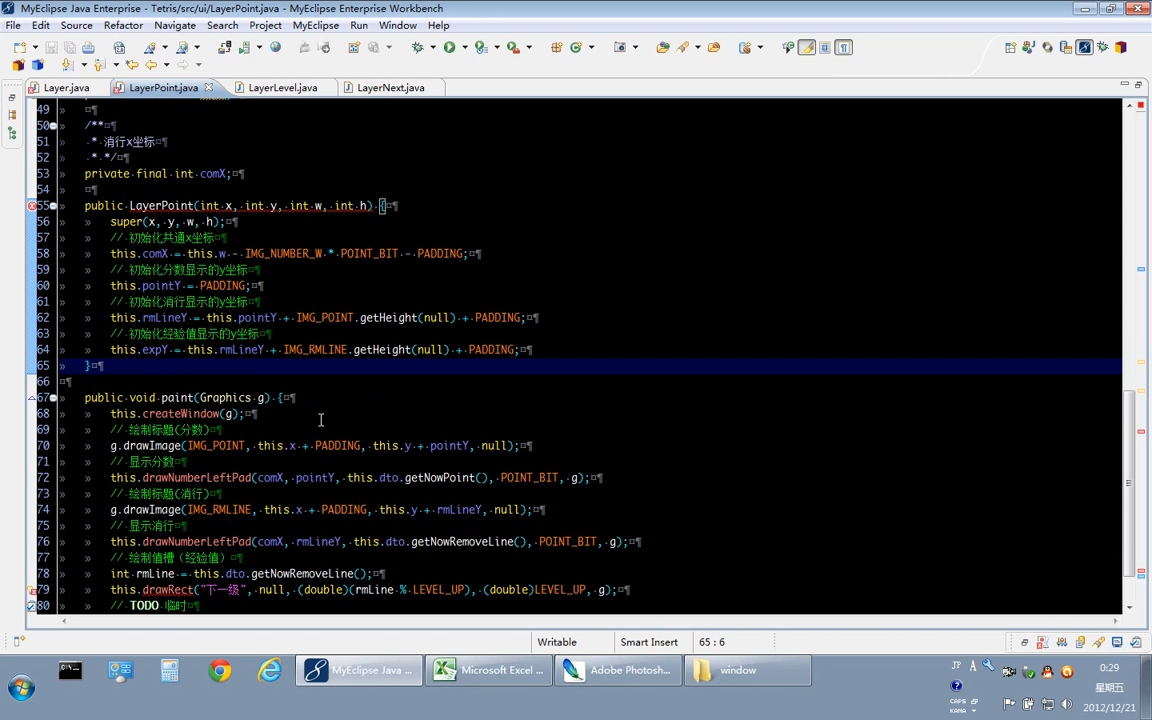 MyEclipse Java Enterprise - Tetris/src/ui/LayerPoint.java - MyEclipse Enterprise Workbench
File Edit Source Refactor Navigate Search Project MyEclipse Run Window Help
Layer.java LayerPoint.java LayerLevel.java LayerNext.java
49
50 /**
51 * 消行x坐标
52 * */
53 private final int comX;
54
55 public LayerPoint(int x, int y, int w, int h) {
56 super(x, y, w, h);
57 // 初始化共通x坐标
58 this.comX = this.w - IMG_NUMBER_W * POINT_BIT - PADDING;
59 // 初始化分数显示的y坐标
60 this.pointY = PADDING;
61 // 初始化消行显示的y坐标
62 this.rmLineY = this.pointY + IMG_POINT.getHeight(null) + PADDING;
63 // 初始化经验值显示的y坐标
64 this.expY = this.rmLineY + IMG_RMLINE.getHeight(null) + PADDING;
65 }
66
67 public void paint(Graphics g) {
68 this.createWindow(g);
69 // 绘制标题(分数)
70 g.drawImage(IMG_POINT, this.x + PADDING, this.y + pointY, null);
71 // 显示分数
72 this.drawNumberLeftPad(comX, pointY, this.dto.getNowPoint(), POINT_BIT, g);
73 // 绘制标题(消行)
74 g.drawImage(IMG_RMLINE, this.x + PADDING, this.y + rmLineY, null);
75 // 显示消行
76 this.drawNumberLeftPad(comX, rmLineY, this.dto.getNowRemoveLine(), POINT_BIT, g);
77 // 绘制值槽（经验值）
78 int rmLine = this.dto.getNowRemoveLine();
79 this.drawRect("下一级", null, (double)(rmLine % LEVEL_UP), (double)LEVEL_UP, g);
80 // TODO 临时
Writable Smart Insert 65 : 6
MyEclipse Java ... Microsoft Excel ... Adobe Photosh... window
JP A
CAPS
KANA
0:29
星期五
2012/12/21